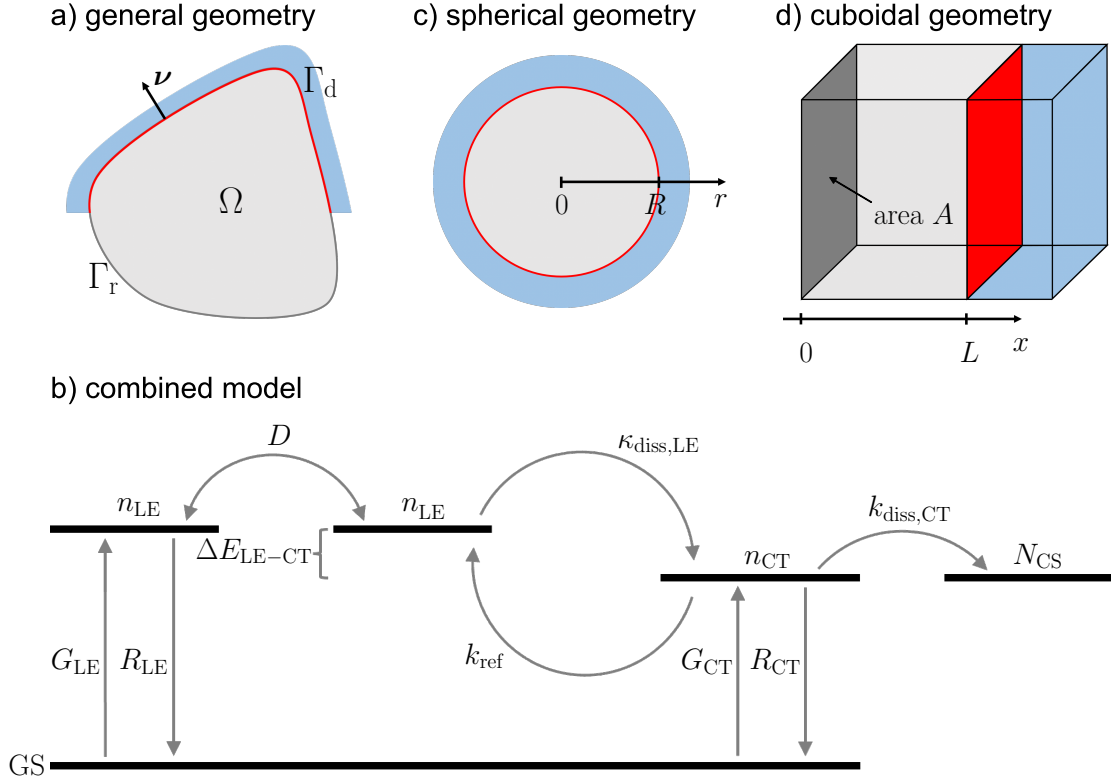 a) general geometry
ν
Γd
Ω
Γr
c) spherical geometry
0
R
r
d) cuboidal geometry
area A
0
L
x
b) combined model
D
κdiss,LE
nLE
nLE
kdiss,CT
ΔELE−CT
nCT
NCS
GLE
RLE
kref
GCT
RCT
GS